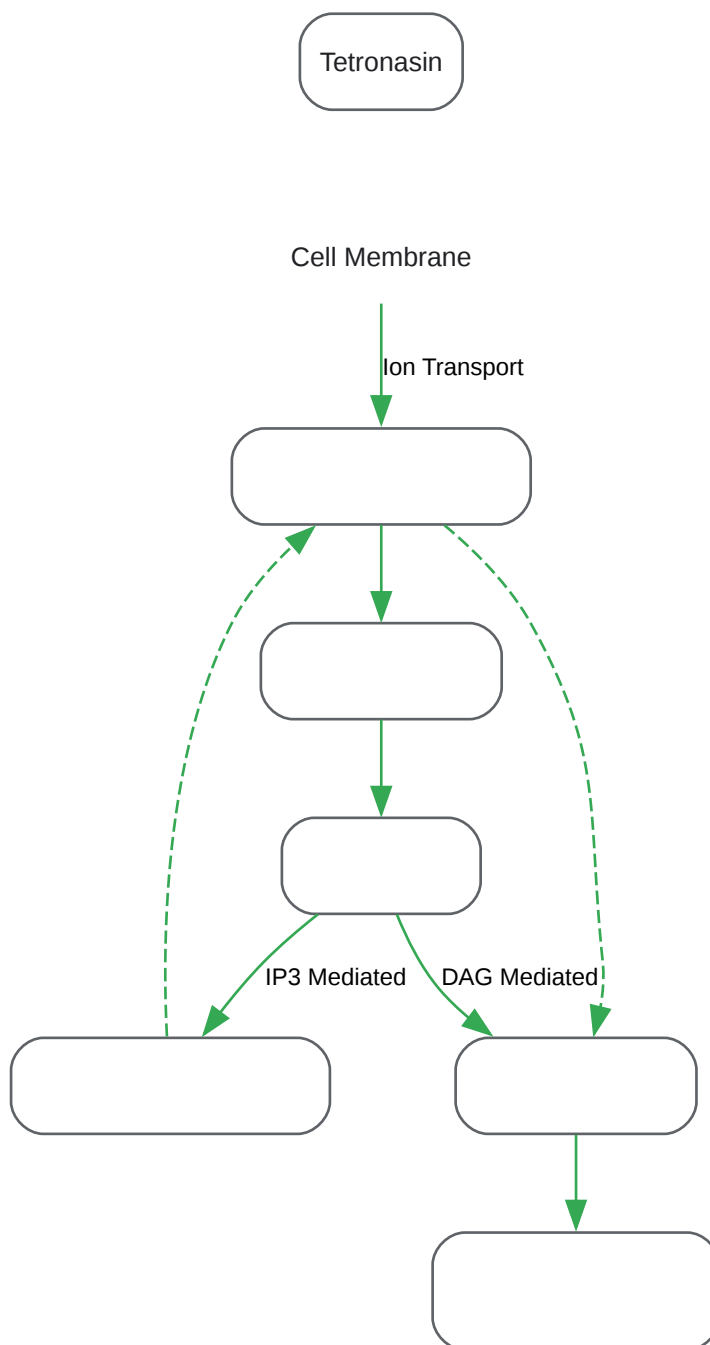 Tetronasin
Cell Membrane
Ion Transport
IP3 Mediated
DAG Mediated